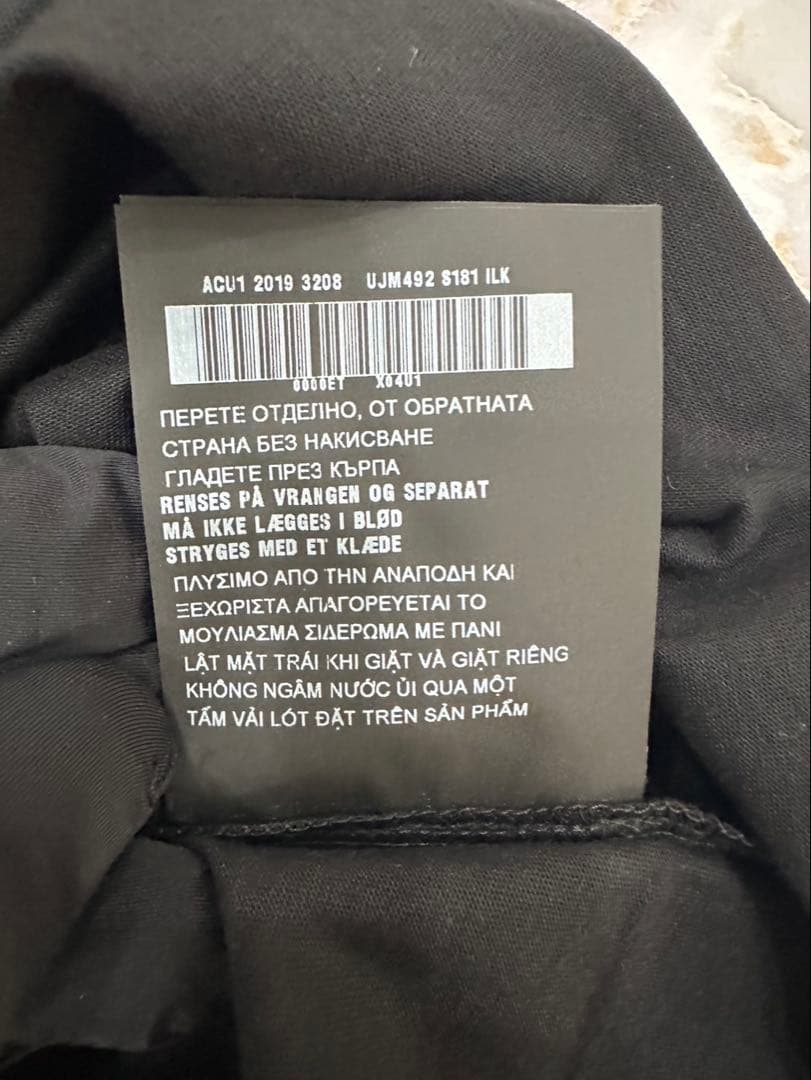 ACU1 2019 3208 UJM492 S181 ILK
0000ET X04U1
ПЕРЕТЕ ОТДЕЛНО, ОТ ОБРАТНАТА
СТРАНА БЕЗ НАКИСВАНЕ
ГЛАДЕТЕ ПРЕЗ КЪРПА
RENSES PÅ VRANGEN OG SEPARAT
MÅ IKKE LÆGGES I BLØD
STRYGES MED ET KLÆDE
ΠΛΥΣΙΜΟ ΑΠΟ ΤΗΝ ΑΝΑΠΟΔΗ ΚΑΙ
ΞΕΧΩΡΙΣΤΑ ΑΠΑΓΟΡΕΥΕΤΑΙ ΤΟ
ΜΟΥΛΙΑΣΜΑ ΣΙΔΕΡΩΜΑ ΜΕ ΠΑΝΙ
LẬT MẶT TRÁI KHI GIẶT VÀ GIẶT RIÊNG
KHÔNG NGÂM NƯỚC ỦI QUA MỘT
TẤM VẢI LÓT ĐẶT TRÊN SẢN PHẨM